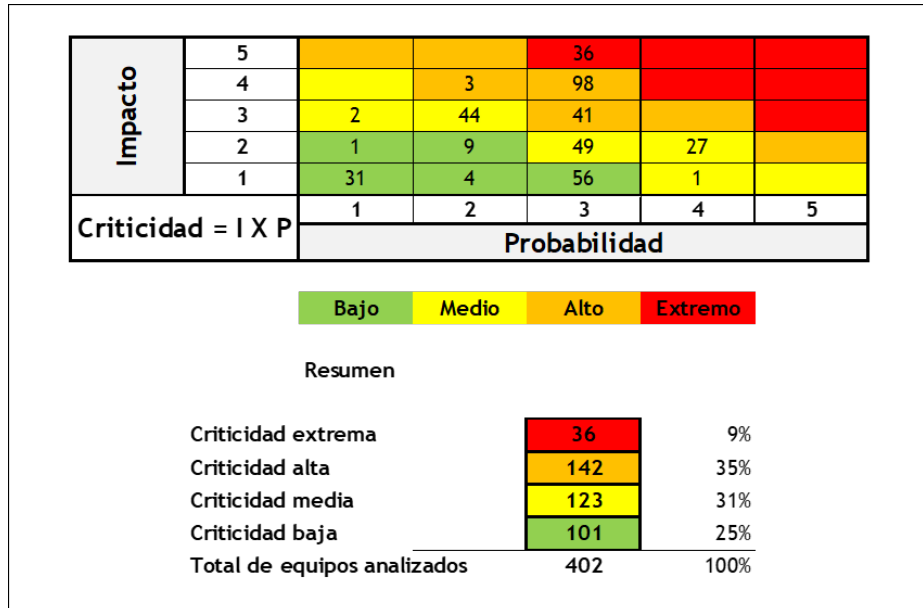 Impacto
5 36
4 3 98
3 2 44 41
2 1 9 49 27
1 31 4 56 1
Criticidad = I X P
1 2 3 4 5
Probabilidad
Bajo Medio Alto Extremo
Resumen
Criticidad extrema 36 9%
Criticidad alta 142 35%
Criticidad media 123 31%
Criticidad baja 101 25%
Total de equipos analizados 402 100%